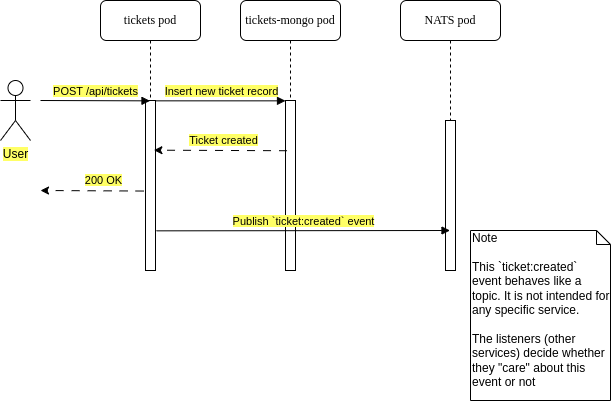 tickets pod
tickets-mongo pod
NATS pod
POST /api/tickets
Insert new ticket record
User
Ticket created
200 OK
Publish `ticket:created` event
Note
This `ticket:created`
event behaves like a
topic. It is not intended for
any specific service.
The listeners (other
services) decide whether
they "care" about this
event or not